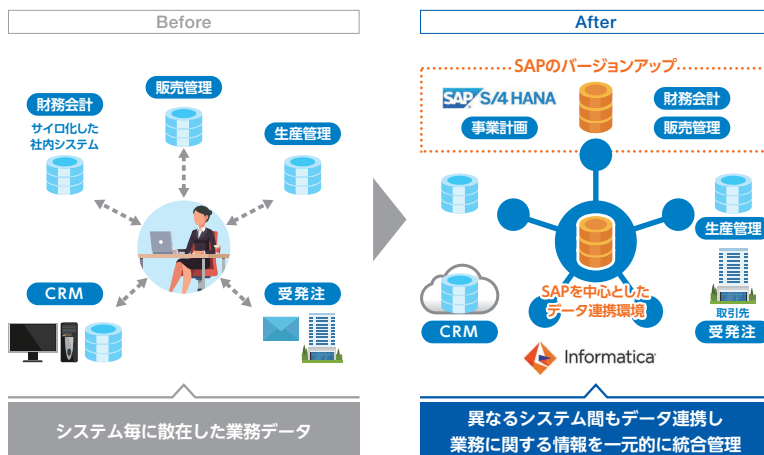 Before
財務会計
サイロ化した
社内システム
販売管理
生産管理
CRM
受発注
システム毎に散在した業務データ
After
SAPのバージョンアップ
SAP S/4 HANA
財務会計
事業計画
販売管理
生産管理
SAPを中心とした
データ連携環境
CRM
取引先
受発注
Informatica
異なるシステム間もデータ連携し
業務に関する情報を一元的に統合管理